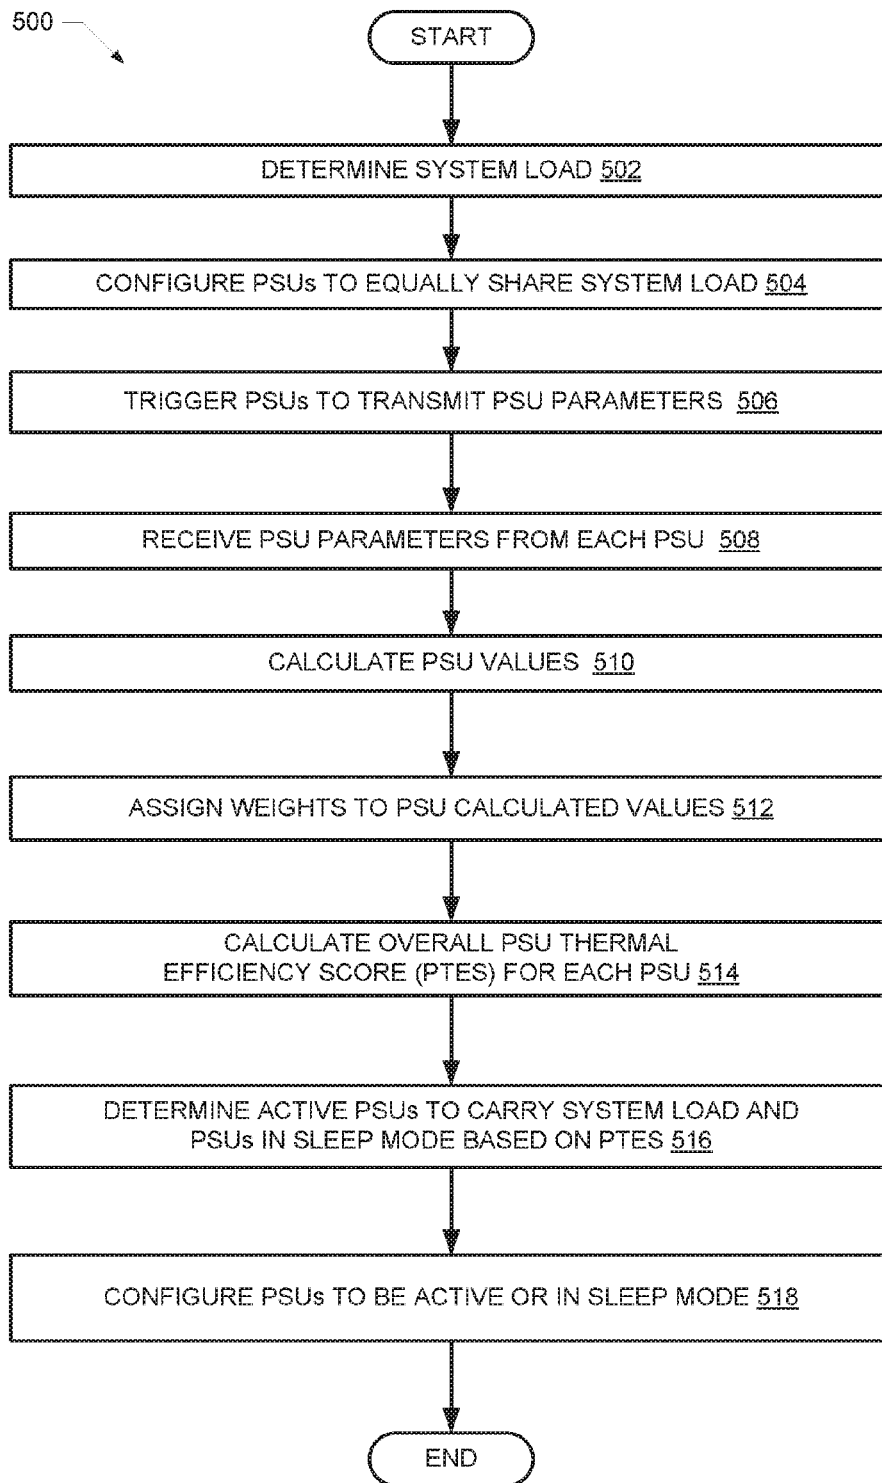 500
START
DETERMINE SYSTEM LOAD 502
CONFIGURE PSUs TO EQUALLY SHARE SYSTEM LOAD 504
TRIGGER PSUs TO TRANSMIT PSU PARAMETERS 506
RECEIVE PSU PARAMETERS FROM EACH PSU 508
CALCULATE PSU VALUES 510
ASSIGN WEIGHTS TO PSU CALCULATED VALUES 512
CALCULATE OVERALL PSU THERMAL
EFFICIENCY SCORE (PTES) FOR EACH PSU 514
DETERMINE ACTIVE PSUs TO CARRY SYSTEM LOAD AND
PSUs IN SLEEP MODE BASED ON PTES 516
CONFIGURE PSUs TO BE ACTIVE OR IN SLEEP MODE 518
END